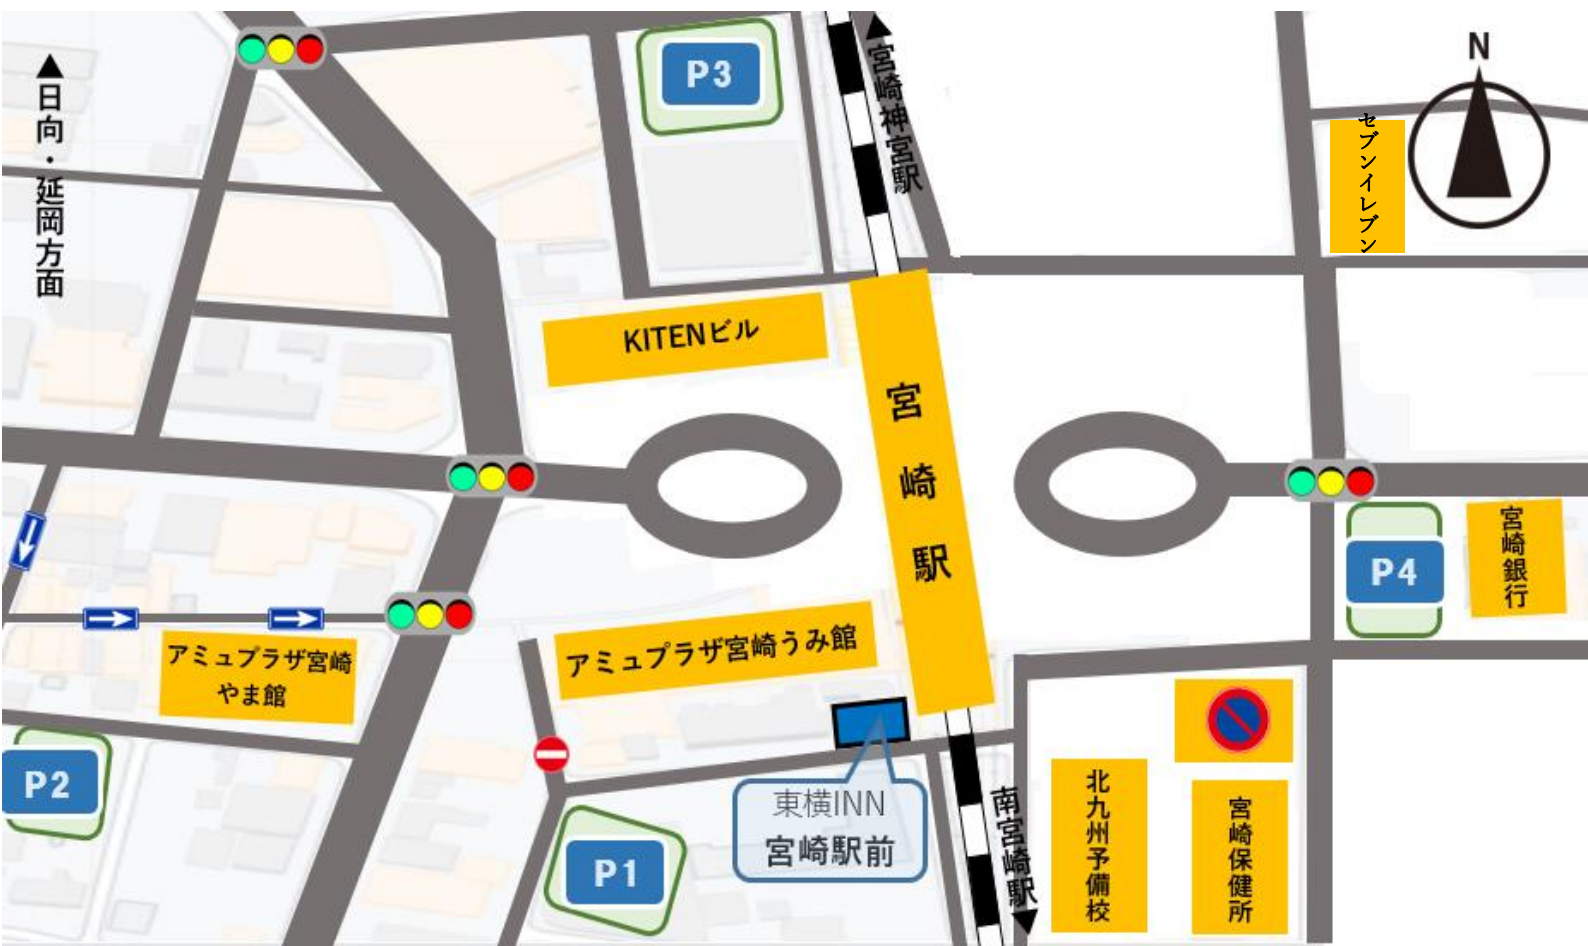 ▲日向・延岡方面
P3
▲宮崎神宮駅
N
セブンイレブン
KITENビル
宮崎駅
P4
宮崎銀行
アミュプラザ宮崎
やま館
アミュプラザ宮崎うみ館
P2
P1
東横INN
宮崎駅前
南宮崎駅▼
北九州予備校
宮崎保健所